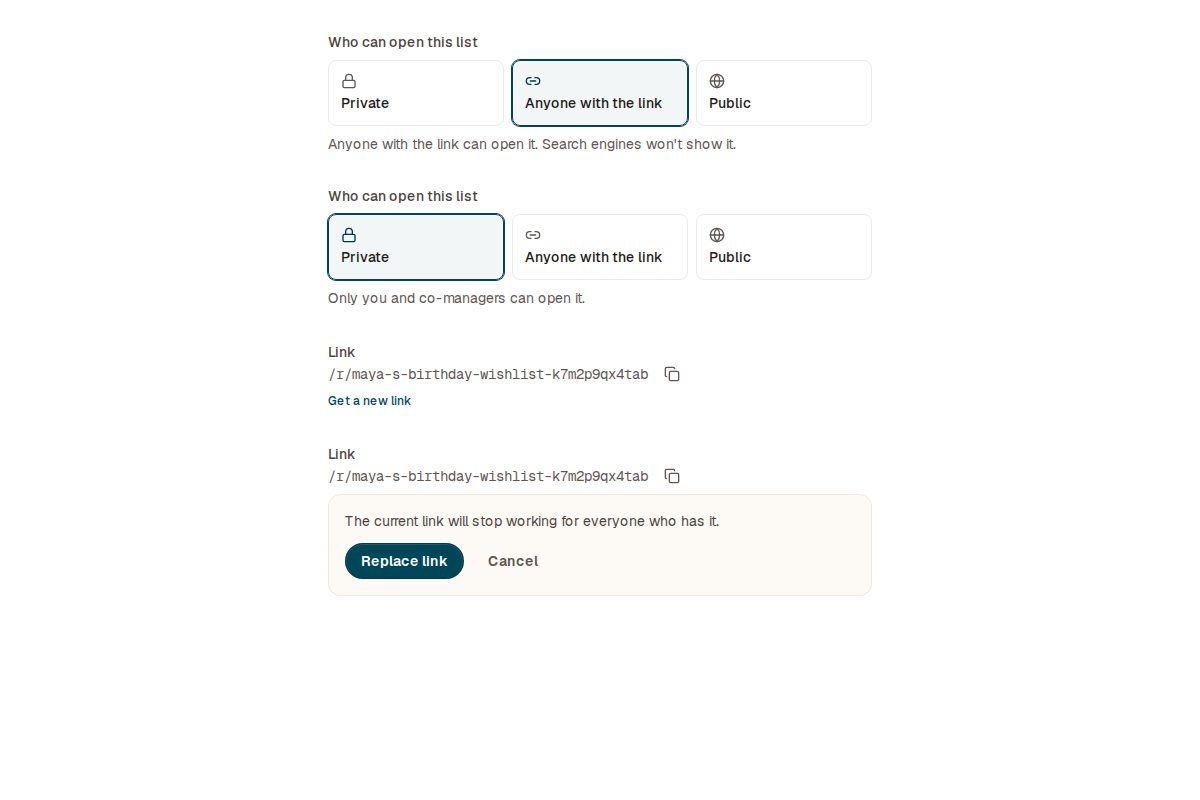 Who can open this list
Private
Anyone with the link
Public
Anyone with the link can open it. Search engines won't show it.
Who can open this list
Private
Anyone with the link
Public
Only you and co-managers can open it.
Link
/r/maya-s-birthday-wishlist-k7m2p9qx4tab
Get a new link
Link
/r/maya-s-birthday-wishlist-k7m2p9qx4tab
The current link will stop working for everyone who has it.
Replace link
Cancel